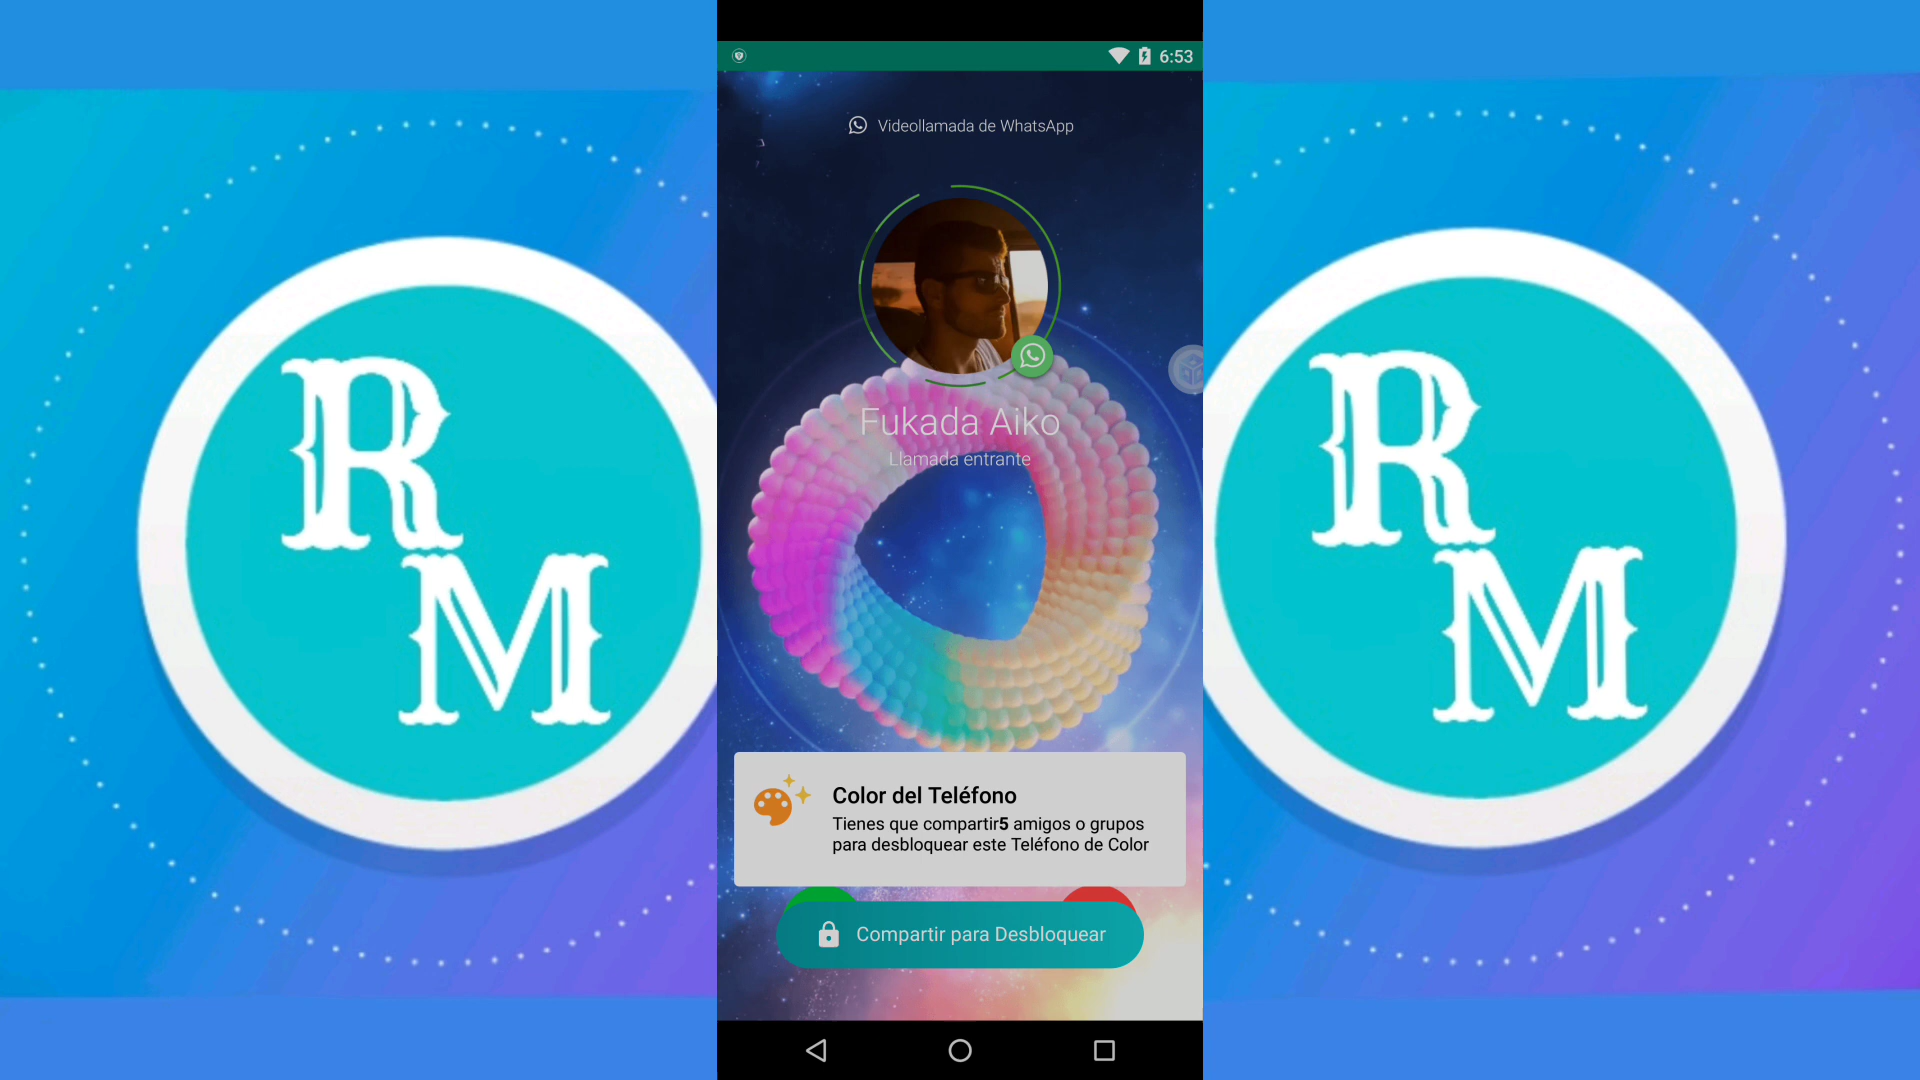 6:53
Videollamada de WhatsApp
Fukada Aiko
Llamada entrante
R
M
R
M
Color del Teléfono
Tienes que compartir5 amigos o grupos
para desbloquear este Teléfono de Color
Compartir para Desbloquear